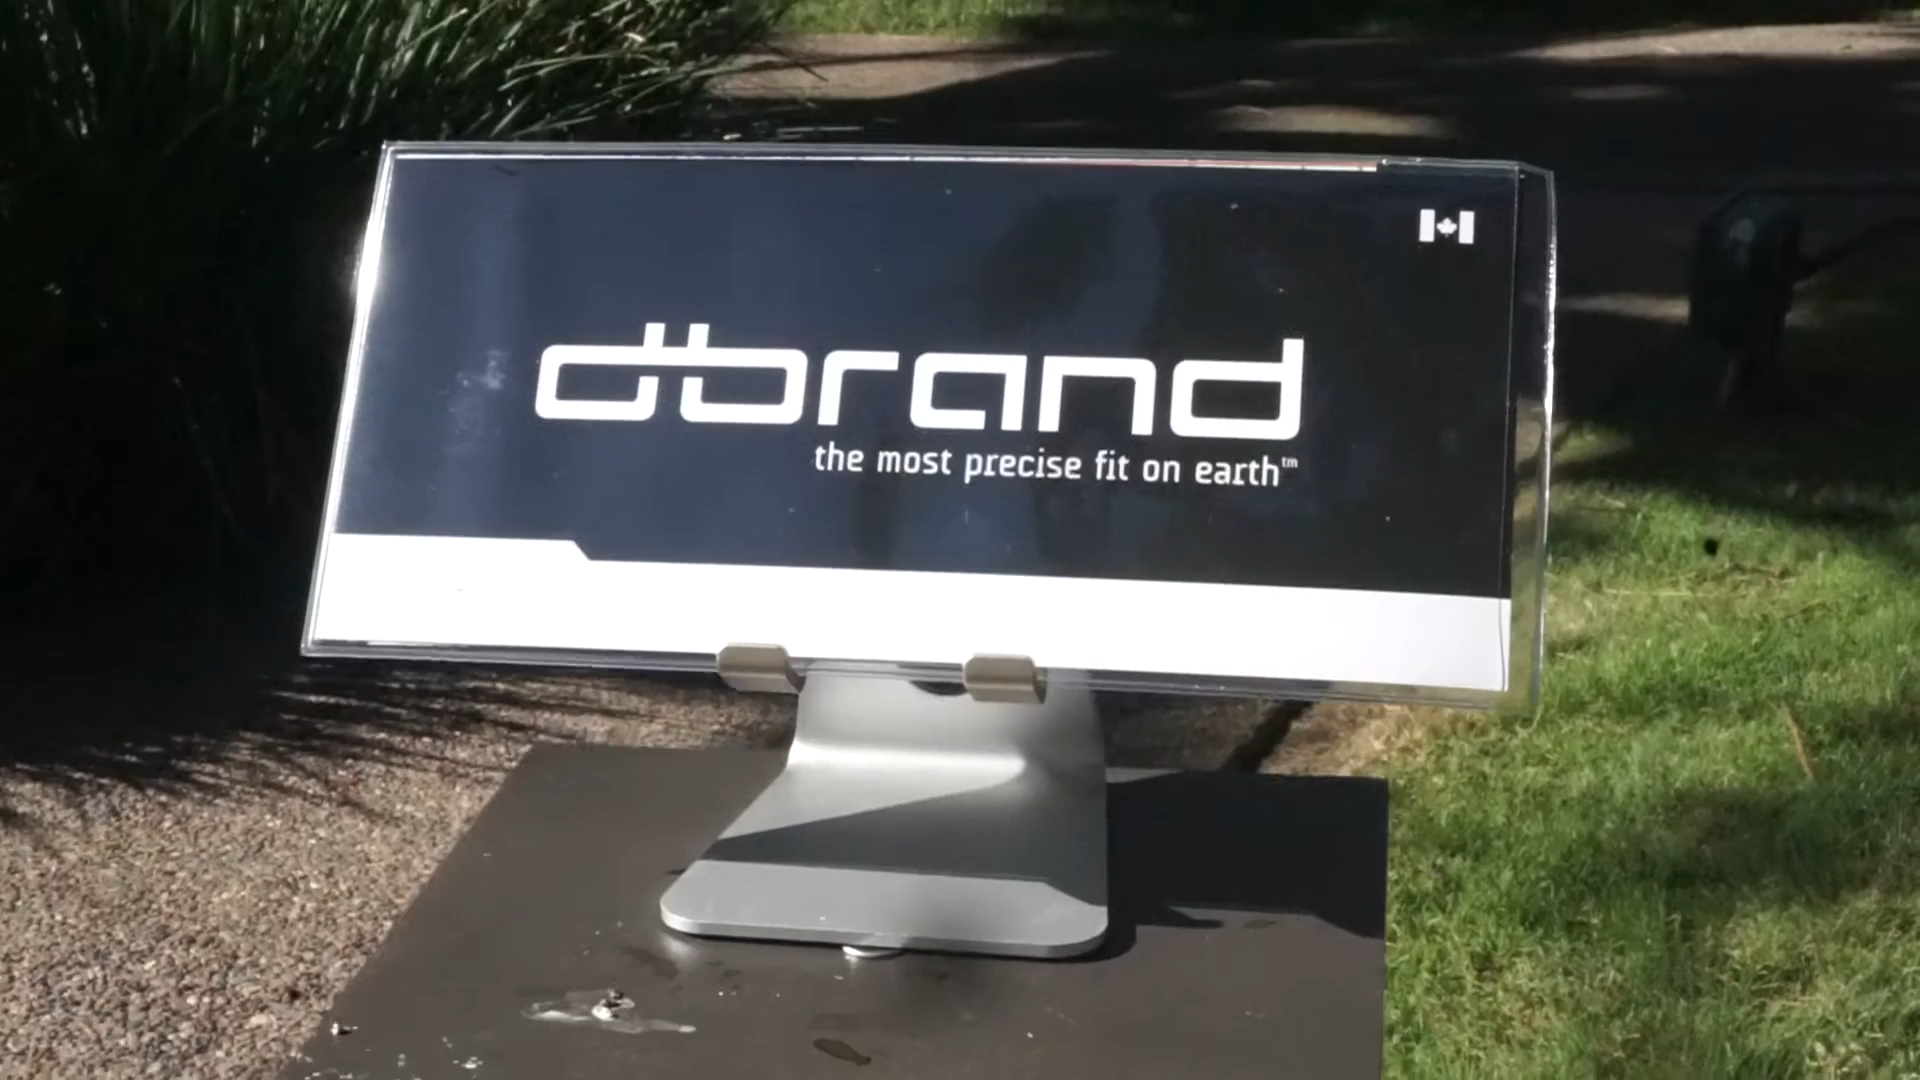 dbrand
the most precise fit on earth™